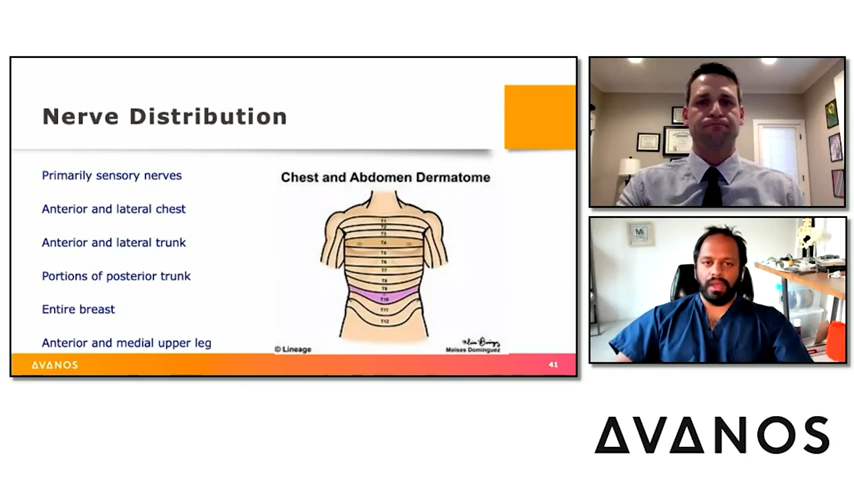 Nerve Distribution
Primarily sensory nerves
Anterior and lateral chest
Anterior and lateral trunk
Portions of posterior trunk
Entire breast
Anterior and medial upper leg
Chest and Abdomen Dermatome
T1
T2
T3
T4
T5
T6
T7
T8
T9
T10
T11
T12
© Lineage
Moises Dominguez
AVANOS
41
AVANOS